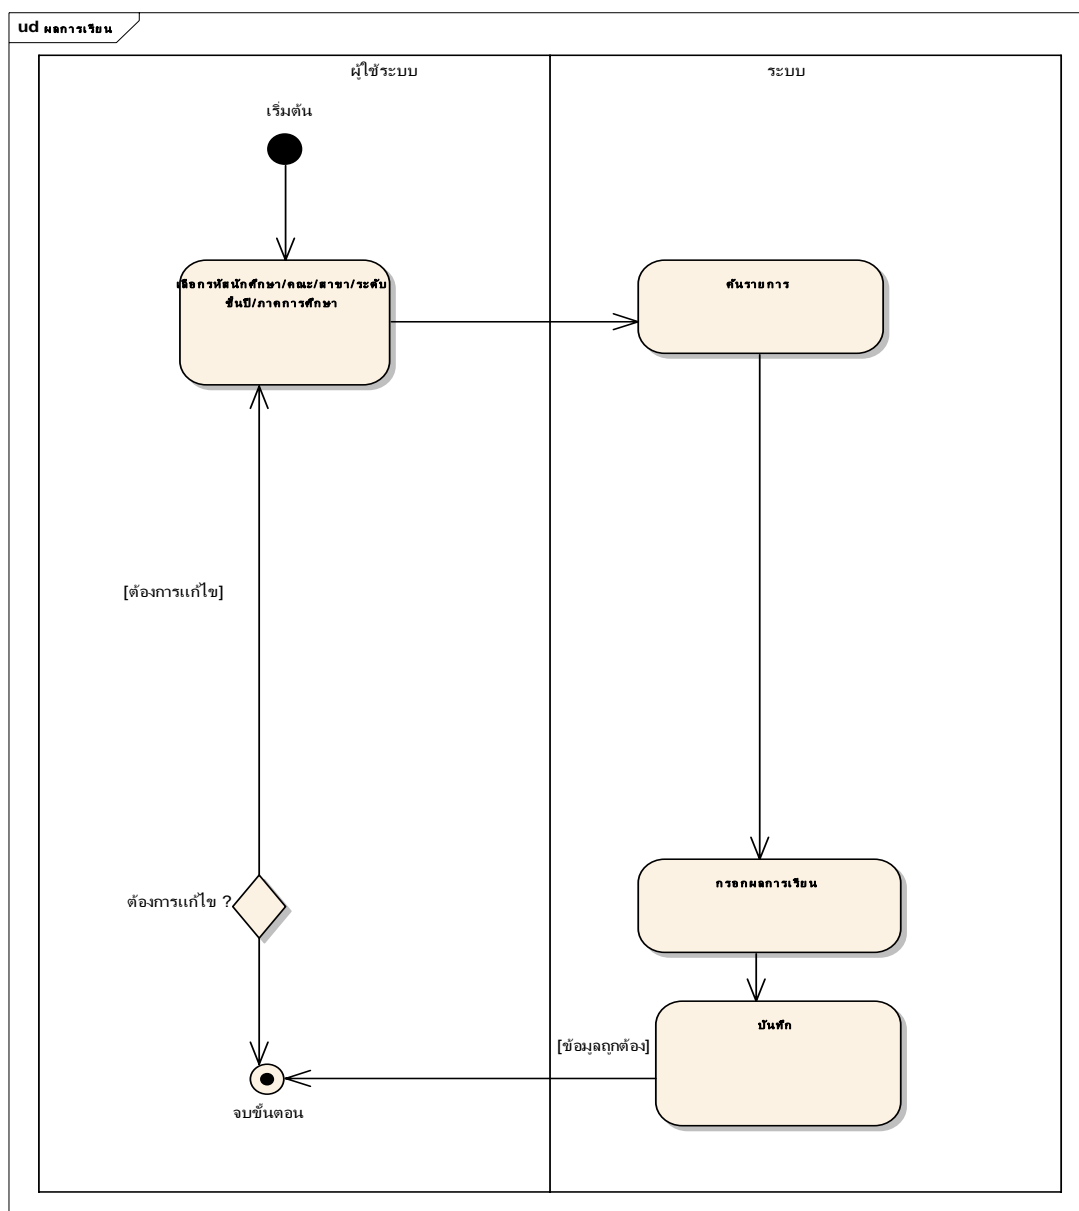 ud ผลการเรียน
ผู้ใช้ระบบ
ระบบ
เริ่มต้น
เลือกรหัสนักศึกษา/คณะ/สาขา/ระดับ
ชั้นปี/ภาคการศึกษา
ค้นรายการ
[ต้องการแก้ไข]
ต้องการแก้ไข ?
กรอกผลการเรียน
บันทึก
[ข้อมูลถูกต้อง]
จบขั้นตอน